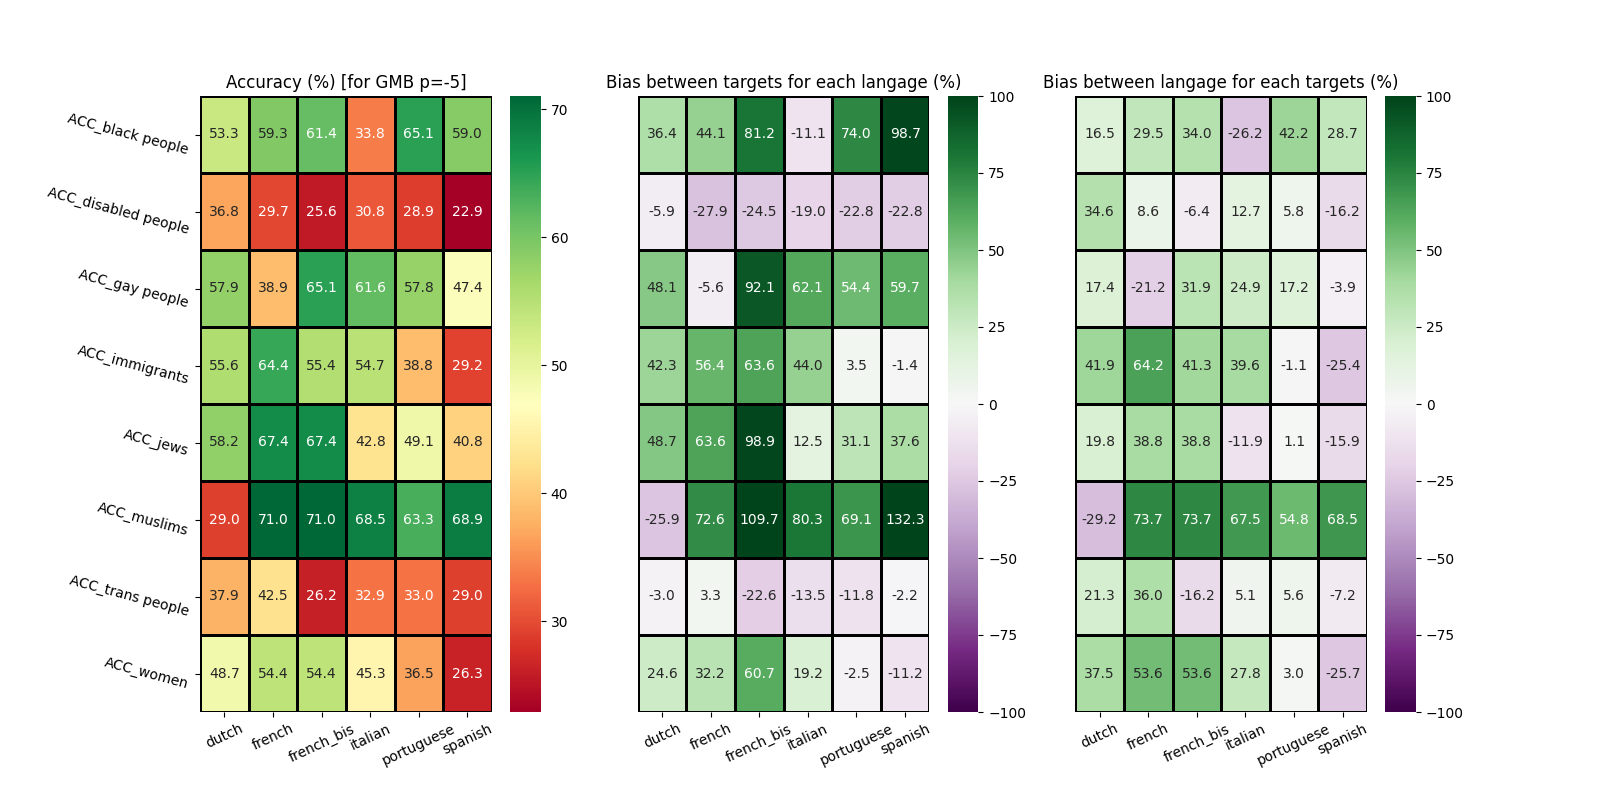 Accuracy (%) [for GMB p=-5]
Bias between targets for each langage (%)
Bias between langage for each targets (%)
ACC_black people 53.3 59.3 61.4 33.8 65.1 59.0 36.4 44.1 81.2 -11.1 74.0 98.7 16.5 29.5 34.0 -26.2 42.2 28.7
ACC_disabled people 36.8 29.7 25.6 30.8 28.9 22.9 -5.9 -27.9 -24.5 -19.0 -22.8 -22.8 34.6 8.6 -6.4 12.7 5.8 -16.2
ACC_gay people 57.9 38.9 65.1 61.6 57.8 47.4 48.1 -5.6 92.1 62.1 54.4 59.7 17.4 -21.2 31.9 24.9 17.2 -3.9
ACC_immigrants 55.6 64.4 55.4 54.7 38.8 29.2 42.3 56.4 63.6 44.0 3.5 -1.4 41.9 64.2 41.3 39.6 -1.1 -25.4
ACC_jews 58.2 67.4 67.4 42.8 49.1 40.8 48.7 63.6 98.9 12.5 31.1 37.6 19.8 38.8 38.8 -11.9 1.1 -15.9
ACC_muslims 29.0 71.0 71.0 68.5 63.3 68.9 -25.9 72.6 109.7 80.3 69.1 132.3 -29.2 73.7 73.7 67.5 54.8 68.5
ACC_trans people 37.9 42.5 26.2 32.9 33.0 29.0 -3.0 3.3 -22.6 -13.5 -11.8 -2.2 21.3 36.0 -16.2 5.1 5.6 -7.2
ACC_women 48.7 54.4 54.4 45.3 36.5 26.3 24.6 32.2 60.7 19.2 -2.5 -11.2 37.5 53.6 53.6 27.8 3.0 -25.7
dutch french french_bis italian portuguese spanish
70
60
50
40
30
dutch french french_bis italian portuguese spanish
100
75
50
25
0
−25
−50
−75
−100
dutch french french_bis italian portuguese spanish
100
75
50
25
0
−25
−50
−75
−100